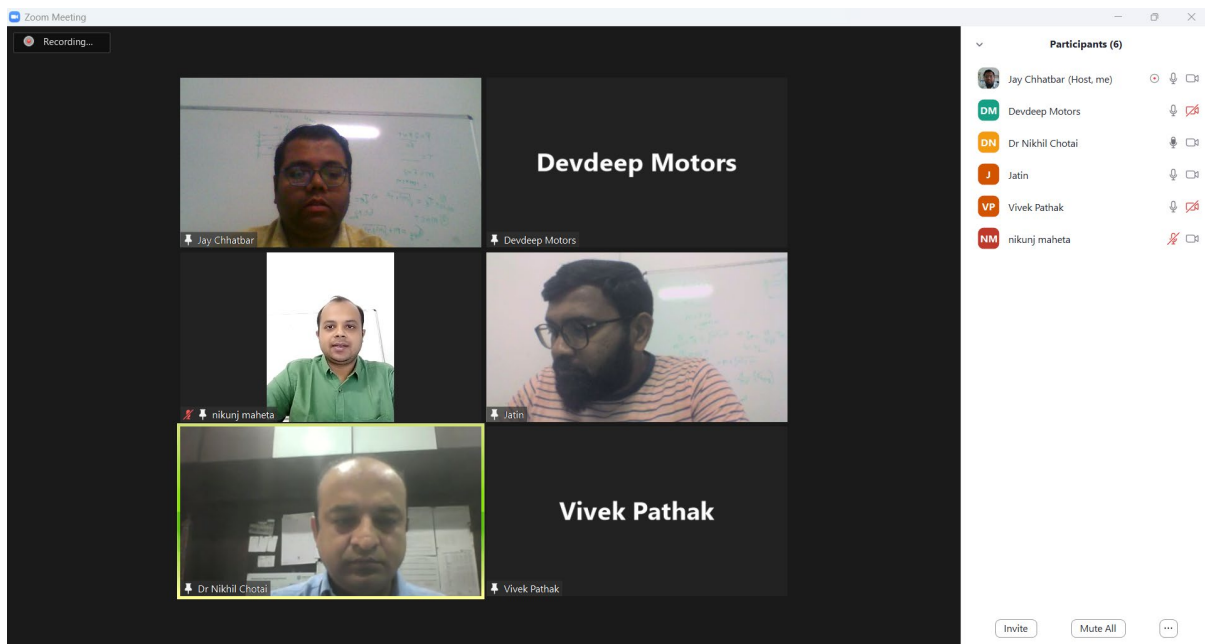 Zoom Meeting
Recording...
Participants (6)
Jay Chhatbar
Devdeep Motors
Devdeep Motors
nikunj maheta
Jatin
Dr Nikhil Chotai
Vivek Pathak
Vivek Pathak
Jay Chhatbar (Host, me)
DM Devdeep Motors
DN Dr Nikhil Chotai
J Jatin
VP Vivek Pathak
NM nikunj maheta
Invite Mute All ...